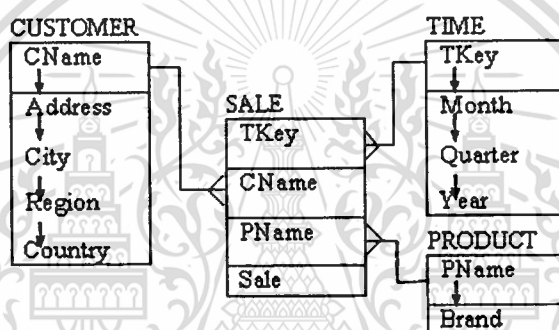 CUSTOMER
CName
Address
City
Region
Country
SALE
TKey
CName
PName
Sale
TIME
TKey
Month
Quarter
Year
PRODUCT
PName
Brand